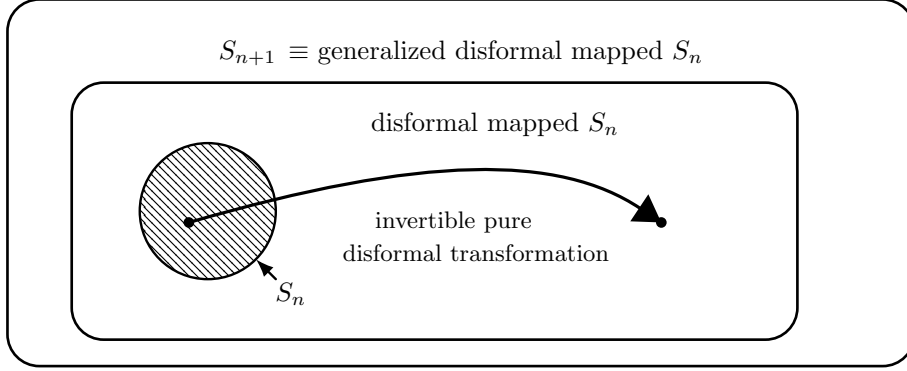 S_{n+1} ≡ generalized disformal mapped S_n
disformal mapped S_n
invertible pure
disformal transformation
S_n